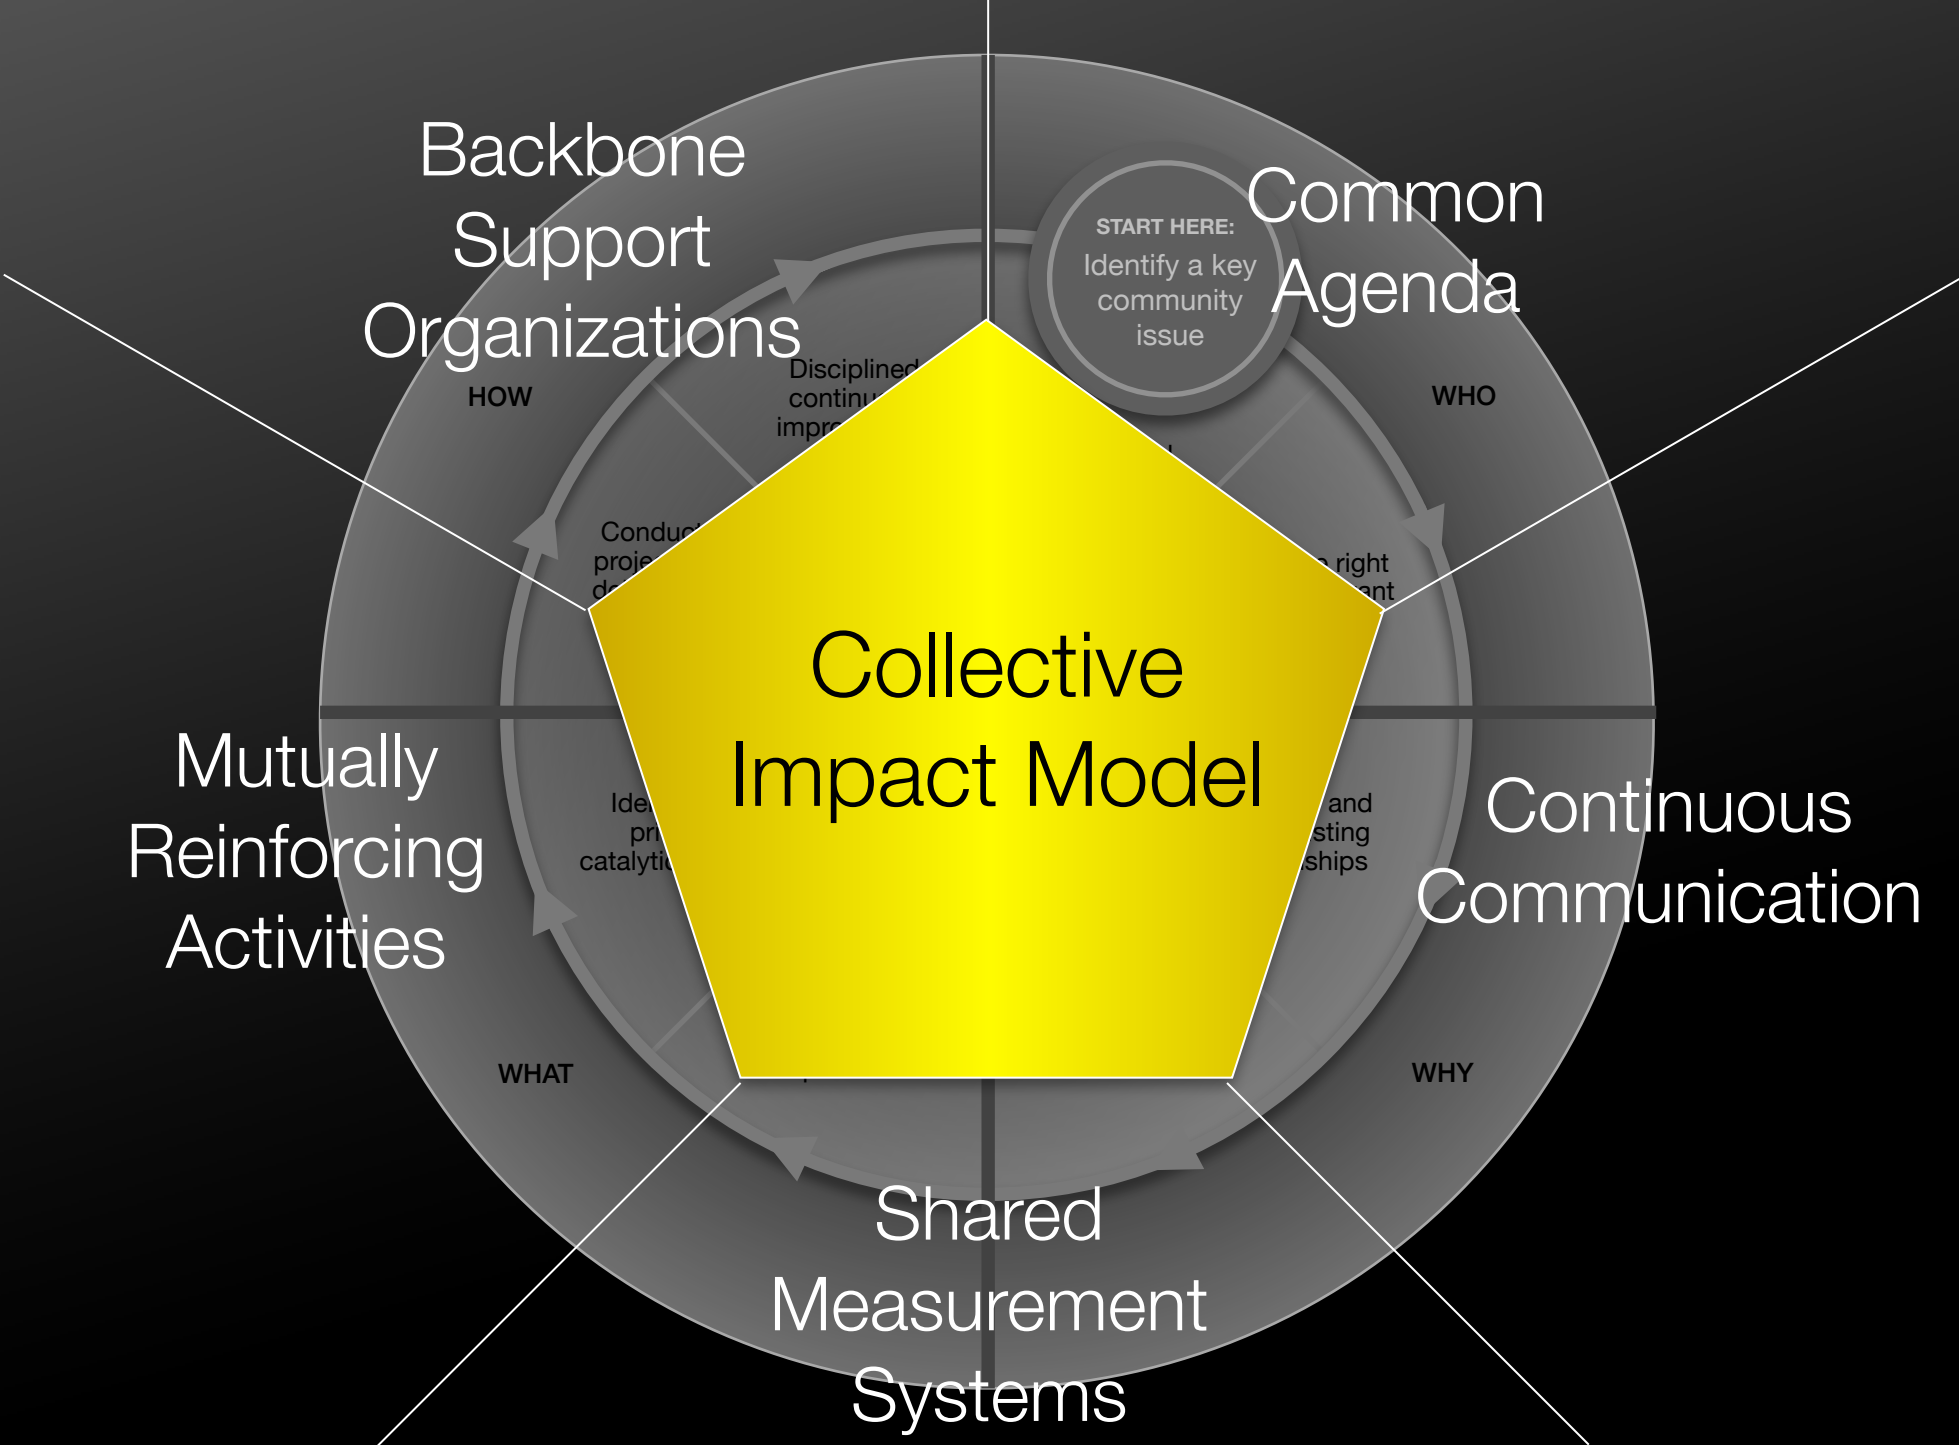 Backbone
Support
Organizations
START HERE:
Identify a key
community
issue
Common
Agenda
HOW
WHO
Disciplined
right
Collective
Impact Model
Mutually
Reinforcing
Activities
and
Continuous
Communication
WHAT
WHY
Shared
Measurement
Systems